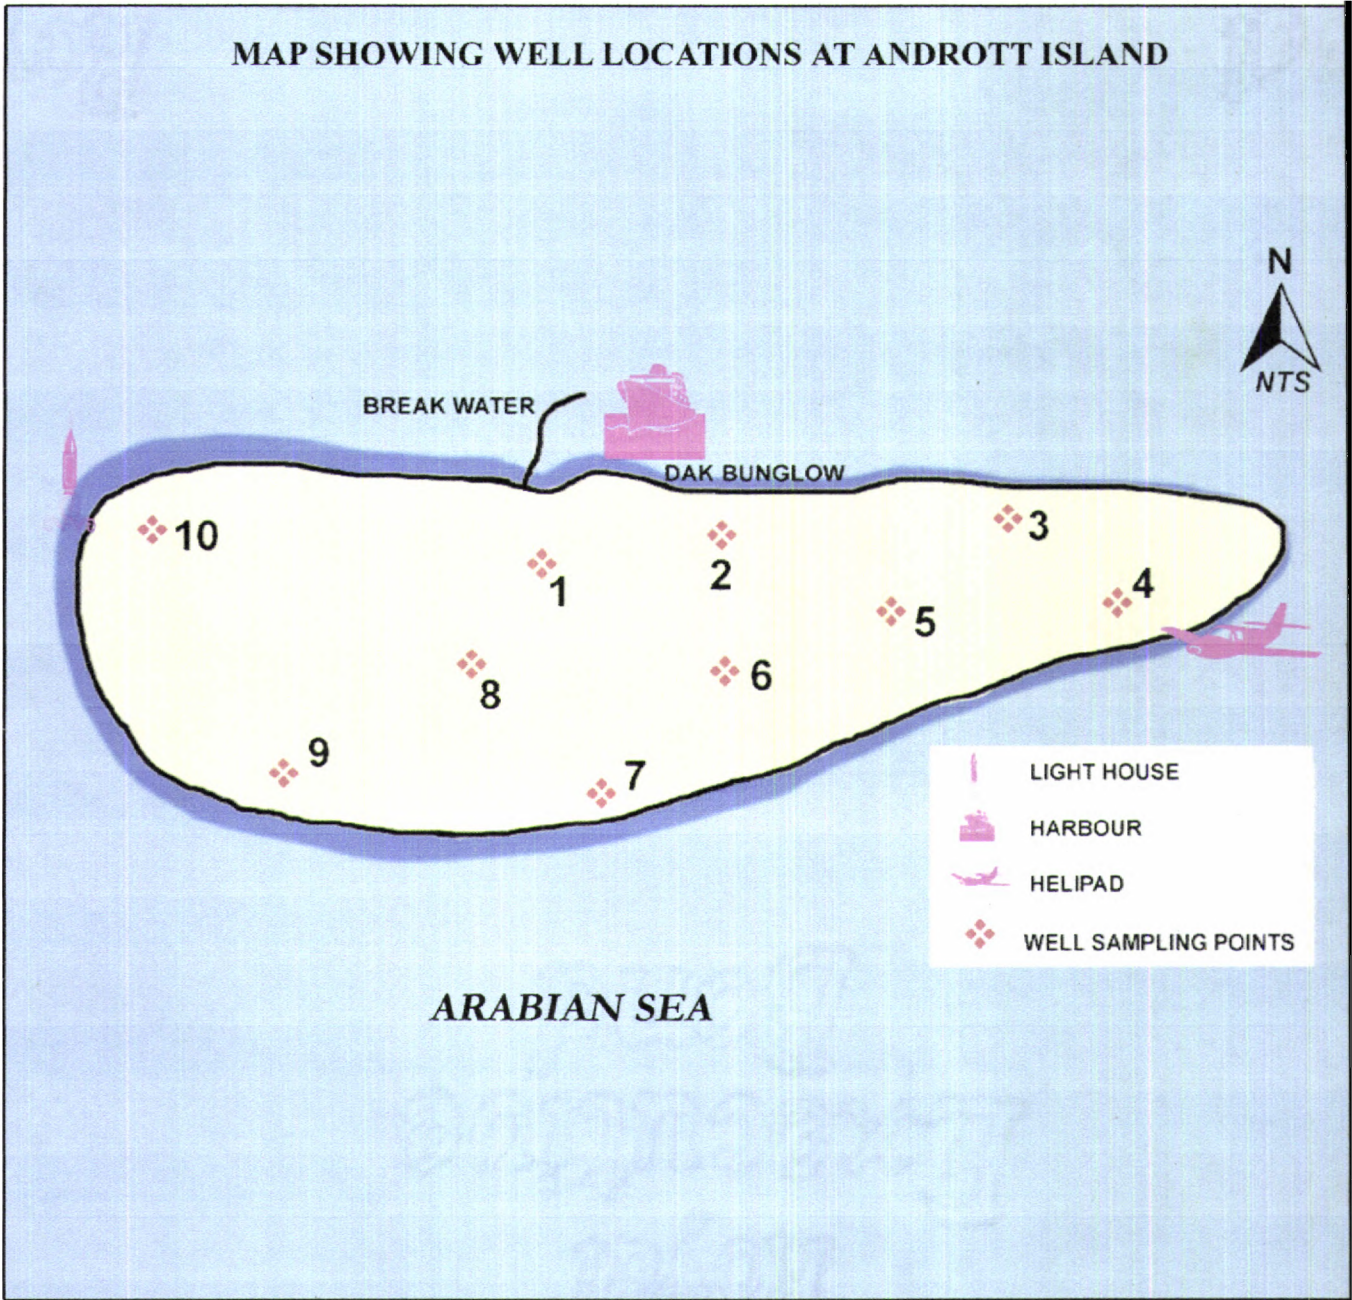 MAP SHOWING WELL LOCATIONS AT ANDROTT ISLAND
N
NTS
BREAK WATER
DAK BUNGLOW
10
1
2
3
4
5
6
8
9
7
LIGHT HOUSE
HARBOUR
HELIPAD
WELL SAMPLING POINTS
ARABIAN SEA